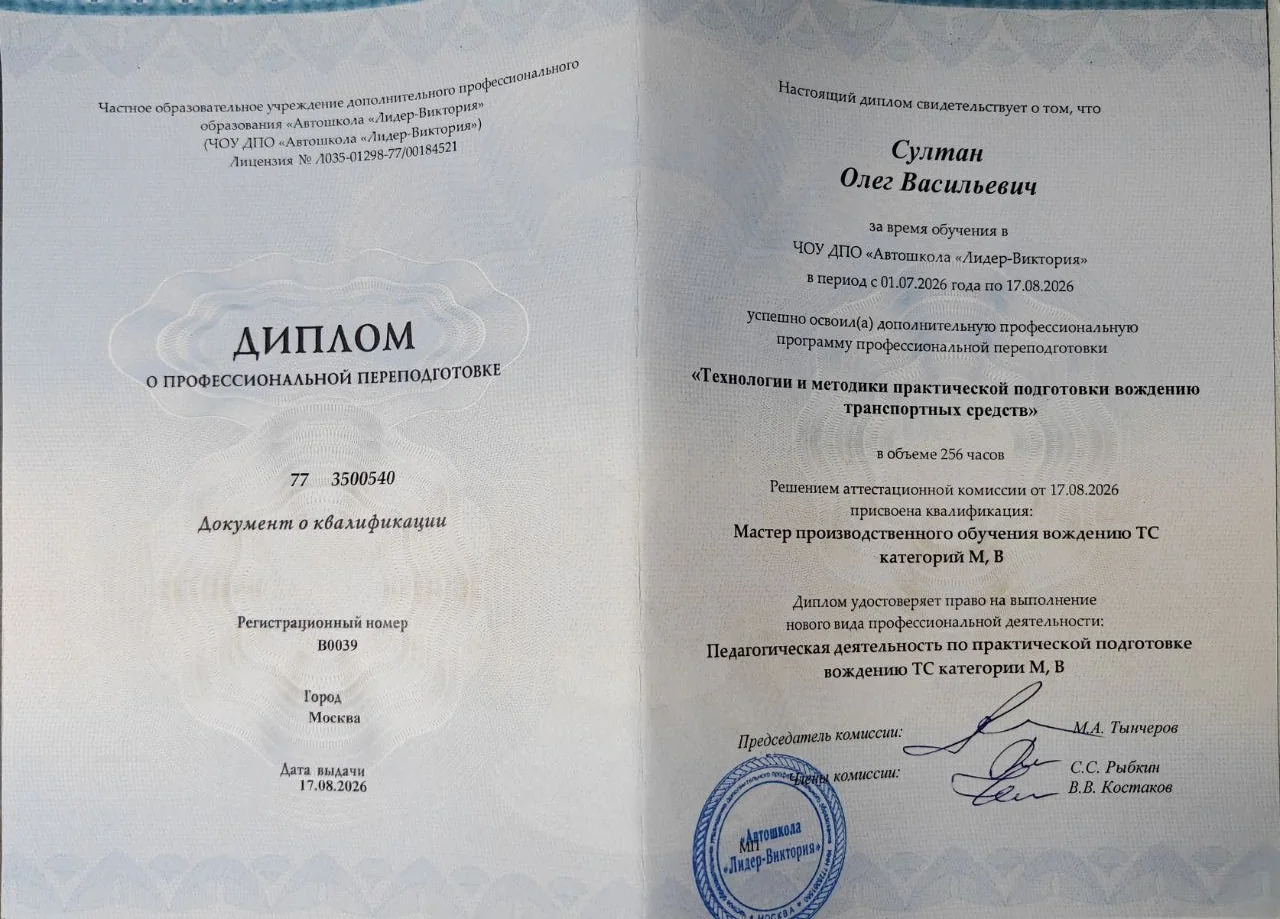 Частное образовательное учреждение дополнительного профессионального
образования «Автошкола «Лидер-Виктория»
(ЧОУ ДПО «Автошкола «Лидер-Виктория»)
Лицензия № Л035-01298-77/00184521
ДИПЛОМ
О ПРОФЕССИОНАЛЬНОЙ ПЕРЕПОДГОТОВКЕ
77 3500540
Документ о квалификации
Регистрационный номер
В0039
Город
Москва
Дата выдачи
17.08.2026
Настоящий диплом свидетельствует о том, что
Султан
Олег Васильевич
за время обучения в
ЧОУ ДПО «Автошкола «Лидер-Виктория»
в период с 01.07.2026 года по 17.08.2026
успешно освоил(а) дополнительную профессиональную
программу профессиональной переподготовки
«Технологии и методики практической подготовки вождению
транспортных средств»
в объеме 256 часов
Решением аттестационной комиссии от 17.08.2026
присвоена квалификация:
Мастер производственного обучения вождению ТС
категорий М, В
Диплом удостоверяет право на выполнение
нового вида профессиональной деятельности:
Педагогическая деятельность по практической подготовке
вождению ТС категории М, В
Председатель комиссии:
М.А. Тынчеров
Члены комиссии:
С.С. Рыбкин
В.В. Костаков
МП
«Автошкола
«Лидер-Виктория»
МОСКВА